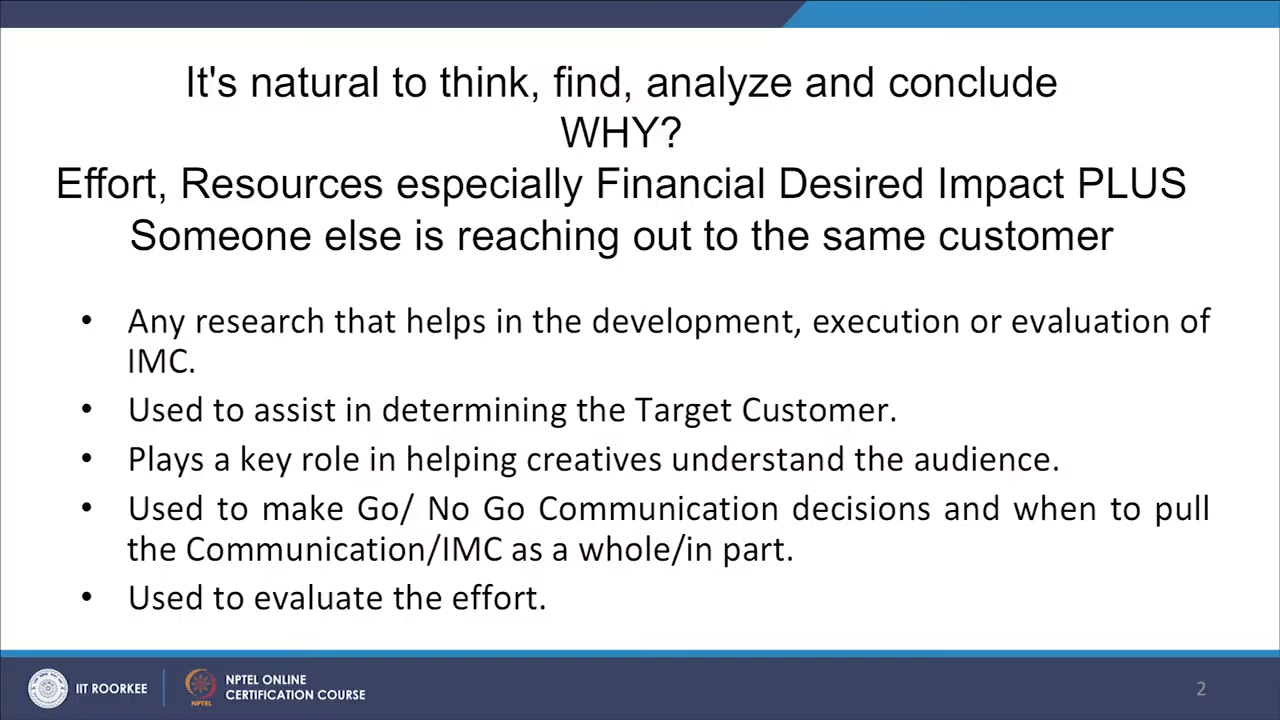 It's natural to think, find, analyze and conclude
WHY?
Effort, Resources especially Financial Desired Impact PLUS
Someone else is reaching out to the same customer
• Any research that helps in the development, execution or evaluation of
IMC.
• Used to assist in determining the Target Customer.
• Plays a key role in helping creatives understand the audience.
• Used to make Go/ No Go Communication decisions and when to pull
the Communication/IMC as a whole/in part.
• Used to evaluate the effort.
IIT ROORKEE
NPTEL
NPTEL ONLINE
CERTIFICATION COURSE
2